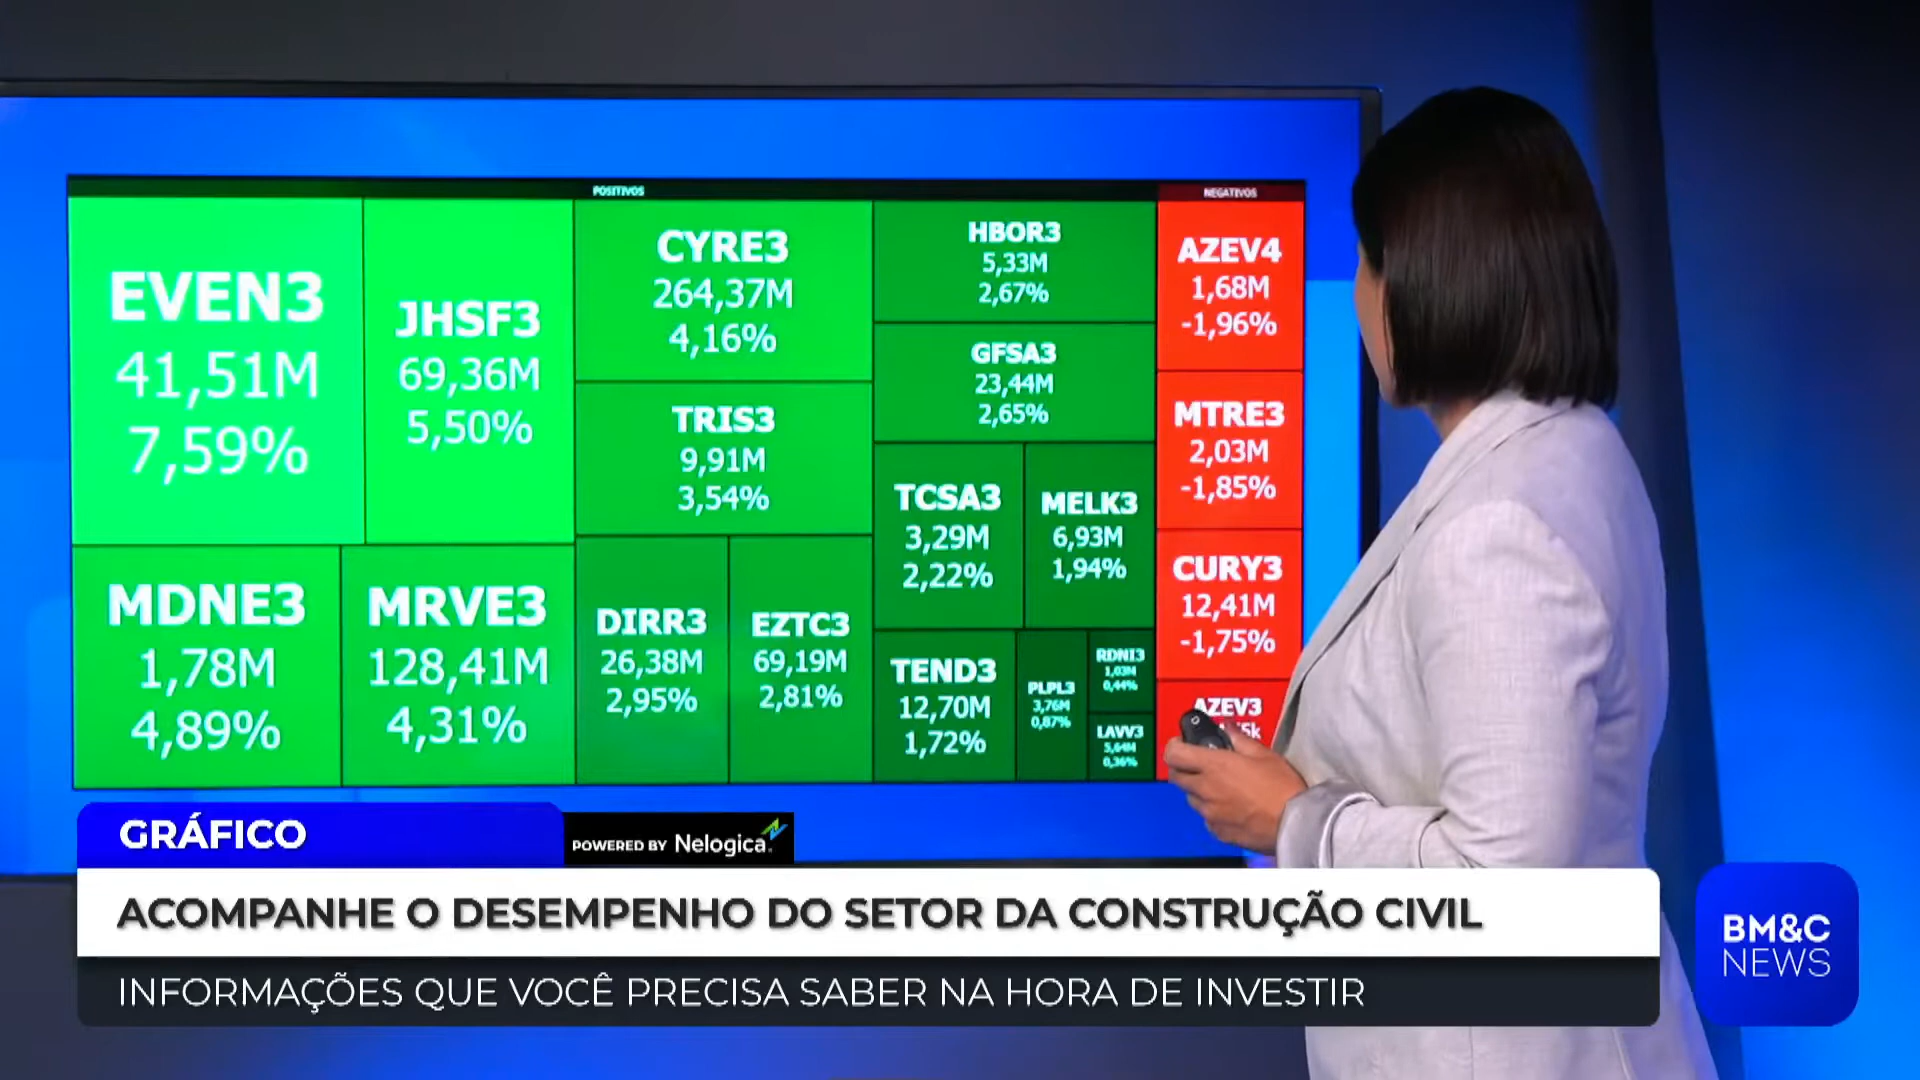 POSITIVOS
NEGATIVOS
EVEN3
41,51M
7,59%
JHSF3
69,36M
5,50%
MDNE3
1,78M
4,89%
MRVE3
128,41M
4,31%
CYRE3
264,37M
4,16%
TRIS3
9,91M
3,54%
DIRR3
26,38M
2,95%
EZTC3
69,19M
2,81%
HBOR3
5,33M
2,67%
GFSA3
23,44M
2,65%
TCSA3
3,29M
2,22%
MELK3
6,93M
1,94%
TEND3
12,70M
1,72%
PLPL3
3,76M
0,87%
RDNI3
1,03M
0,44%
LAVV3
5,64M
0,36%
AZEV4
1,68M
-1,96%
MTRE3
2,03M
-1,85%
CURY3
12,41M
-1,75%
AZEV3
GRÁFICO
POWERED BY Nelogica
ACOMPANHE O DESEMPENHO DO SETOR DA CONSTRUÇÃO CIVIL
INFORMAÇÕES QUE VOCÊ PRECISA SABER NA HORA DE INVESTIR
BM&C
NEWS